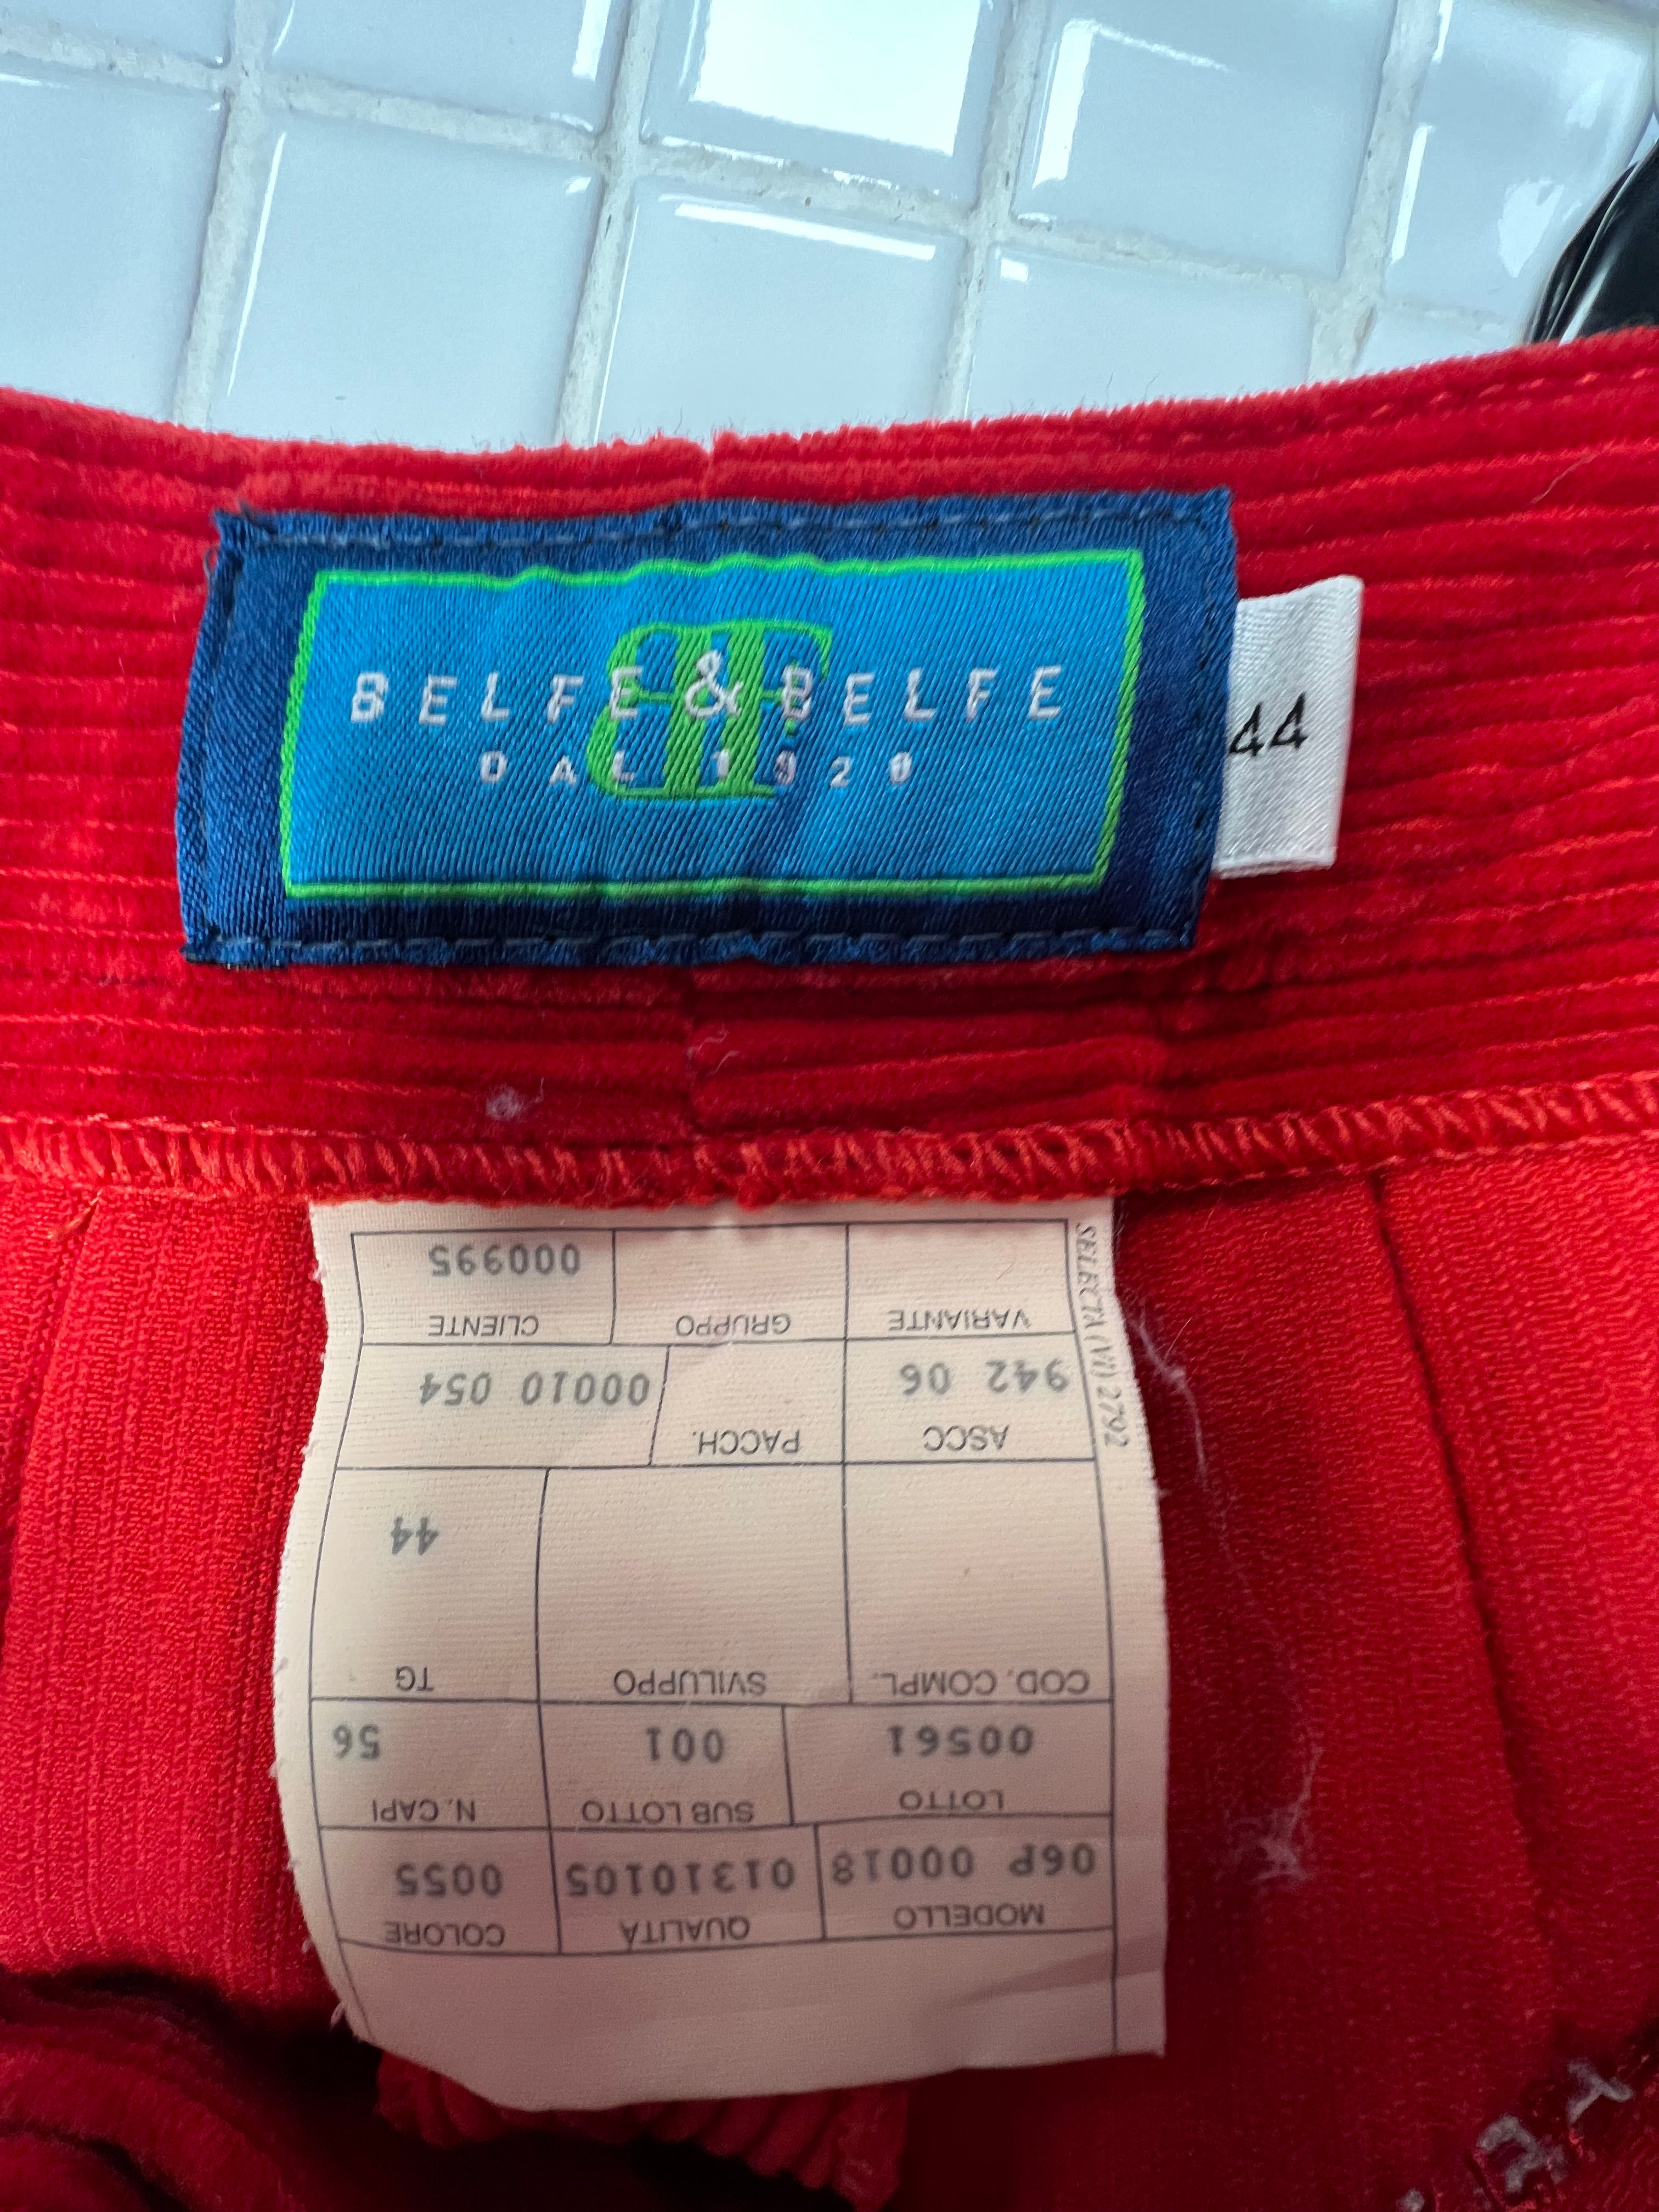 BELFE & BELFE
DAL 1920
44
MODELLO QUALITÀ COLORE
06P 00018 01310105 0055
LOTTO SUB LOTTO N. CAPI
00561 001 56
COD. COMPL. SVILUPPO TG
44
ASCC PACCH.
942 06 00010 054
VARIANTE GRUPPO CLIENTE
000995
SELECTA (VI) 2792